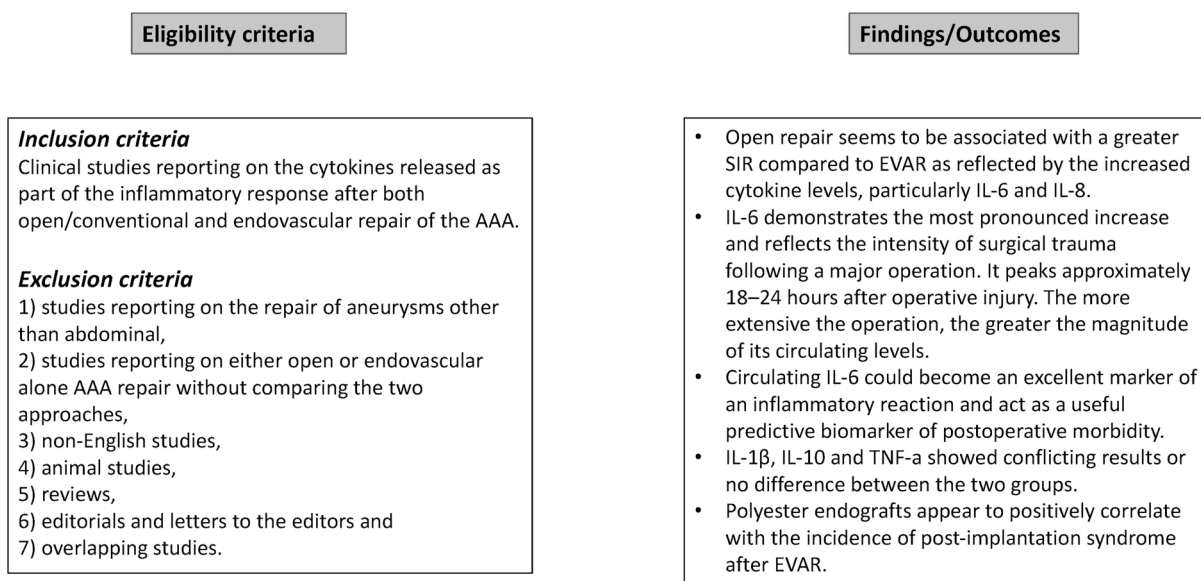 Eligibility criteria
Inclusion criteria
Clinical studies reporting on the cytokines released as
part of the inflammatory response after both
open/conventional and endovascular repair of the AAA.
Exclusion criteria
1) studies reporting on the repair of aneurysms other
than abdominal,
2) studies reporting on either open or endovascular
alone AAA repair without comparing the two
approaches,
3) non-English studies,
4) animal studies,
5) reviews,
6) editorials and letters to the editors and
7) overlapping studies.
Findings/Outcomes
• Open repair seems to be associated with a greater
SIR compared to EVAR as reflected by the increased
cytokine levels, particularly IL-6 and IL-8.
• IL-6 demonstrates the most pronounced increase
and reflects the intensity of surgical trauma
following a major operation. It peaks approximately
18–24 hours after operative injury. The more
extensive the operation, the greater the magnitude
of its circulating levels.
• Circulating IL-6 could become an excellent marker of
an inflammatory reaction and act as a useful
predictive biomarker of postoperative morbidity.
• IL-1β, IL-10 and TNF-a showed conflicting results or
no difference between the two groups.
• Polyester endografts appear to positively correlate
with the incidence of post-implantation syndrome
after EVAR.